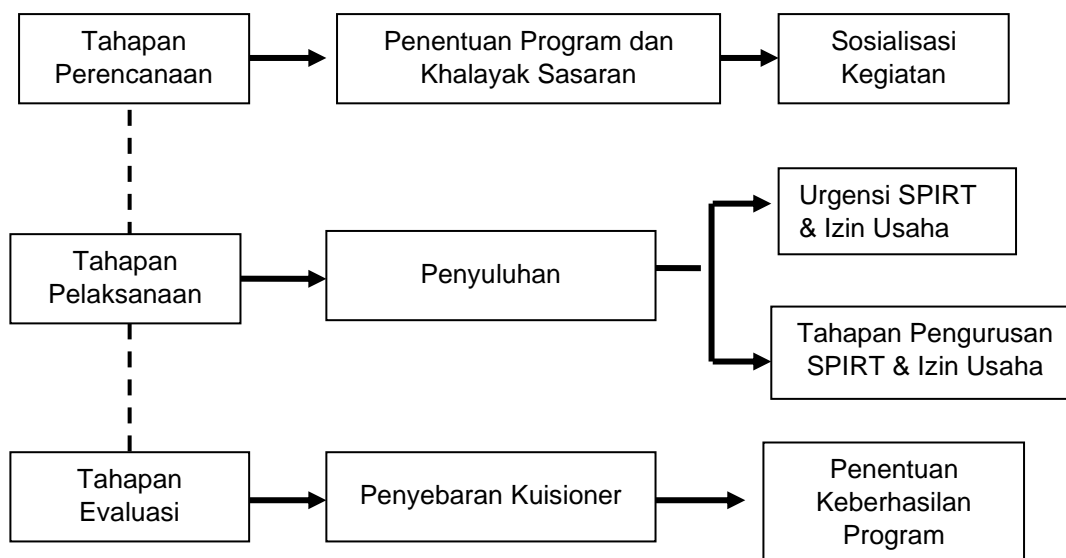 Tahapan
Perencanaan
Penentuan Program dan
Khalayak Sasaran
Sosialisasi
Kegiatan
Tahapan
Pelaksanaan
Penyuluhan
Urgensi SPIRT
& Izin Usaha
Tahapan Pengurusan
SPIRT & Izin Usaha
Tahapan
Evaluasi
Penyebaran Kuisioner
Penentuan
Keberhasilan
Program